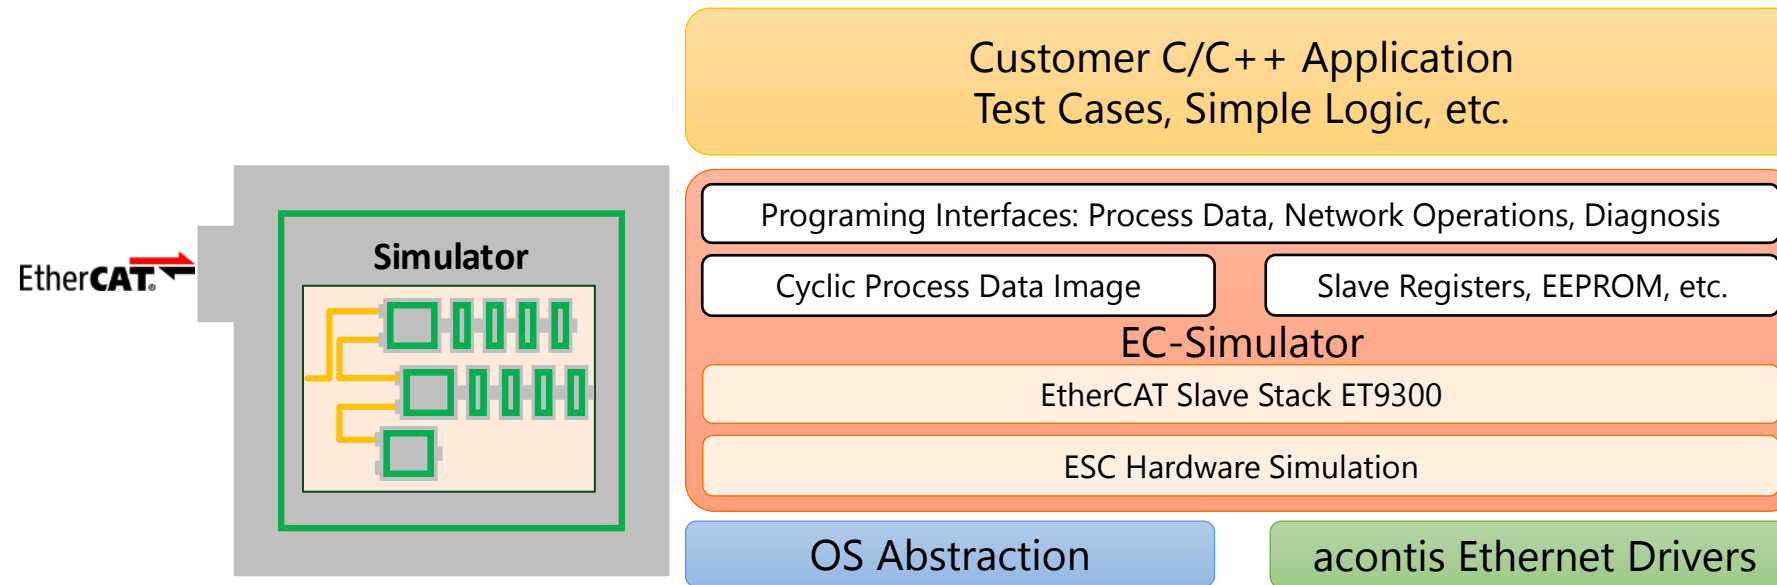 Customer C/C++ Application
Test Cases, Simple Logic, etc.
Programing Interfaces: Process Data, Network Operations, Diagnosis
Simulator
EtherCAT®
Cyclic Process Data Image
Slave Registers, EEPROM, etc.
EC-Simulator
EtherCAT Slave Stack ET9300
ESC Hardware Simulation
OS Abstraction
acontis Ethernet Drivers